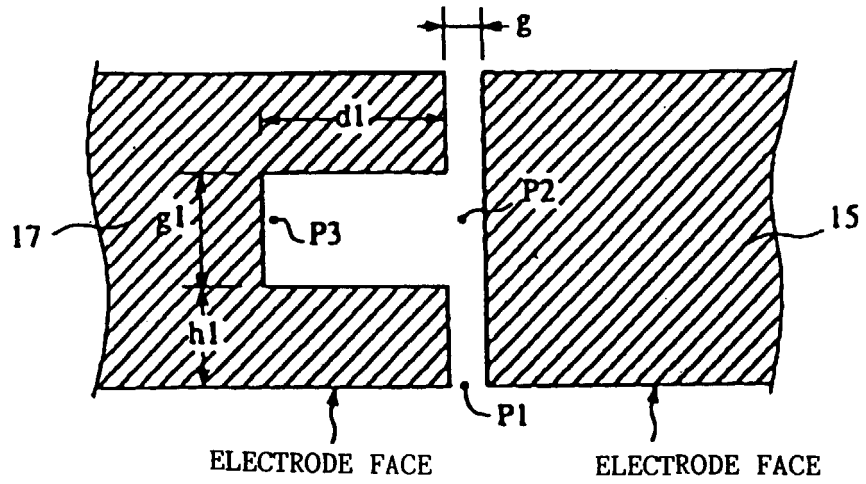 g
d1
P2
17
g1
P3
15
h1
P1
ELECTRODE FACE
ELECTRODE FACE